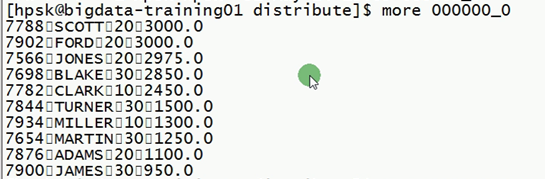 [hpsk@bigdata-training01 distribute]$ more 000000_0
7788▯SCOTT▯20▯3000.0
7902▯FORD▯20▯3000.0
7566▯JONES▯20▯2975.0
7698▯BLAKE▯30▯2850.0
7782▯CLARK▯10▯2450.0
7844▯TURNER▯30▯1500.0
7934▯MILLER▯10▯1300.0
7654▯MARTIN▯30▯1250.0
7876▯ADAMS▯20▯1100.0
7900▯JAMES▯30▯950.0